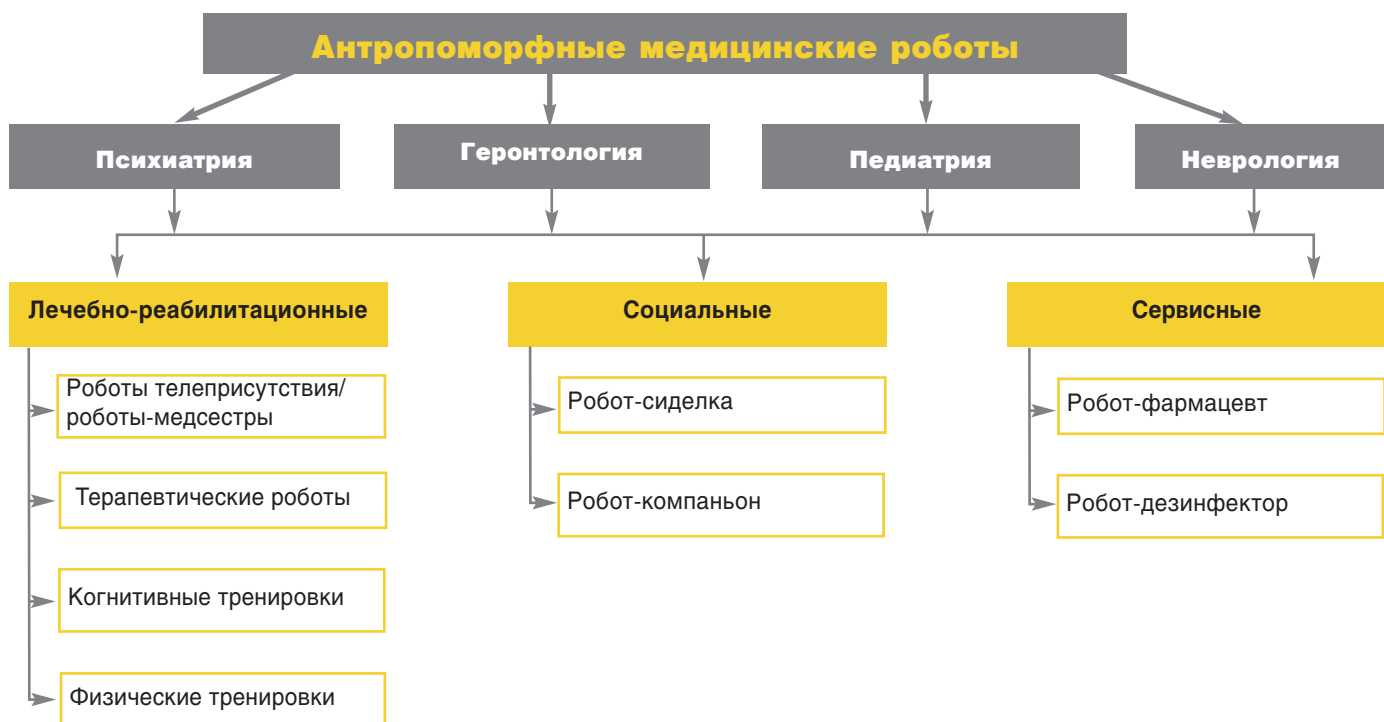 Антропоморфные медицинские роботы
Психиатрия
Геронтология
Педиатрия
Неврология
Лечебно-реабилитационные
Социальные
Сервисные
Роботы телеприсутствия/
роботы-медсестры
Терапевтические роботы
Когнитивные тренировки
Физические тренировки
Робот-сиделка
Робот-компаньон
Робот-фармацевт
Робот-дезинфектор